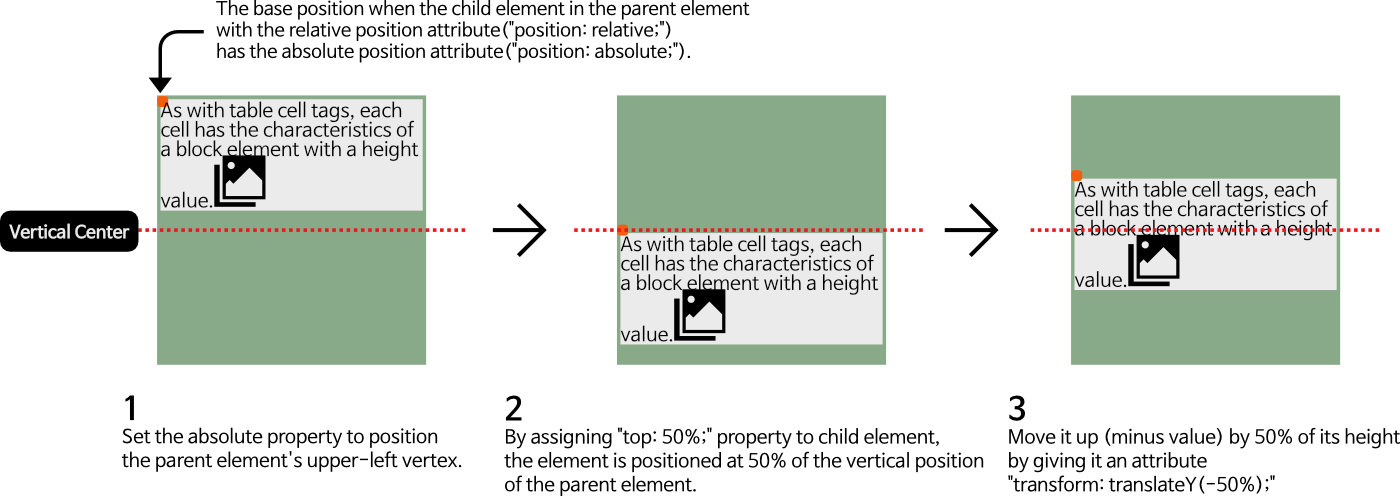 The base position when the child element in the parent element
with the relative position attribute("position: relative;")
has the absolute position attribute("position: absolute;").
As with table cell tags, each
cell has the characteristics of
a block element with a height
value.
Vertical Center
As with table cell tags, each
cell has the characteristics of
a block element with a height
value.
As with table cell tags, each
cell has the characteristics of
a block element with a height
value.
1
Set the absolute property to position
the parent element's upper-left vertex.
2
By assigning "top: 50%;" property to child element,
the element is positioned at 50% of the vertical position
of the parent element.
3
Move it up (minus value) by 50% of its height
by giving it an attribute
"transform: translateY(-50%);"